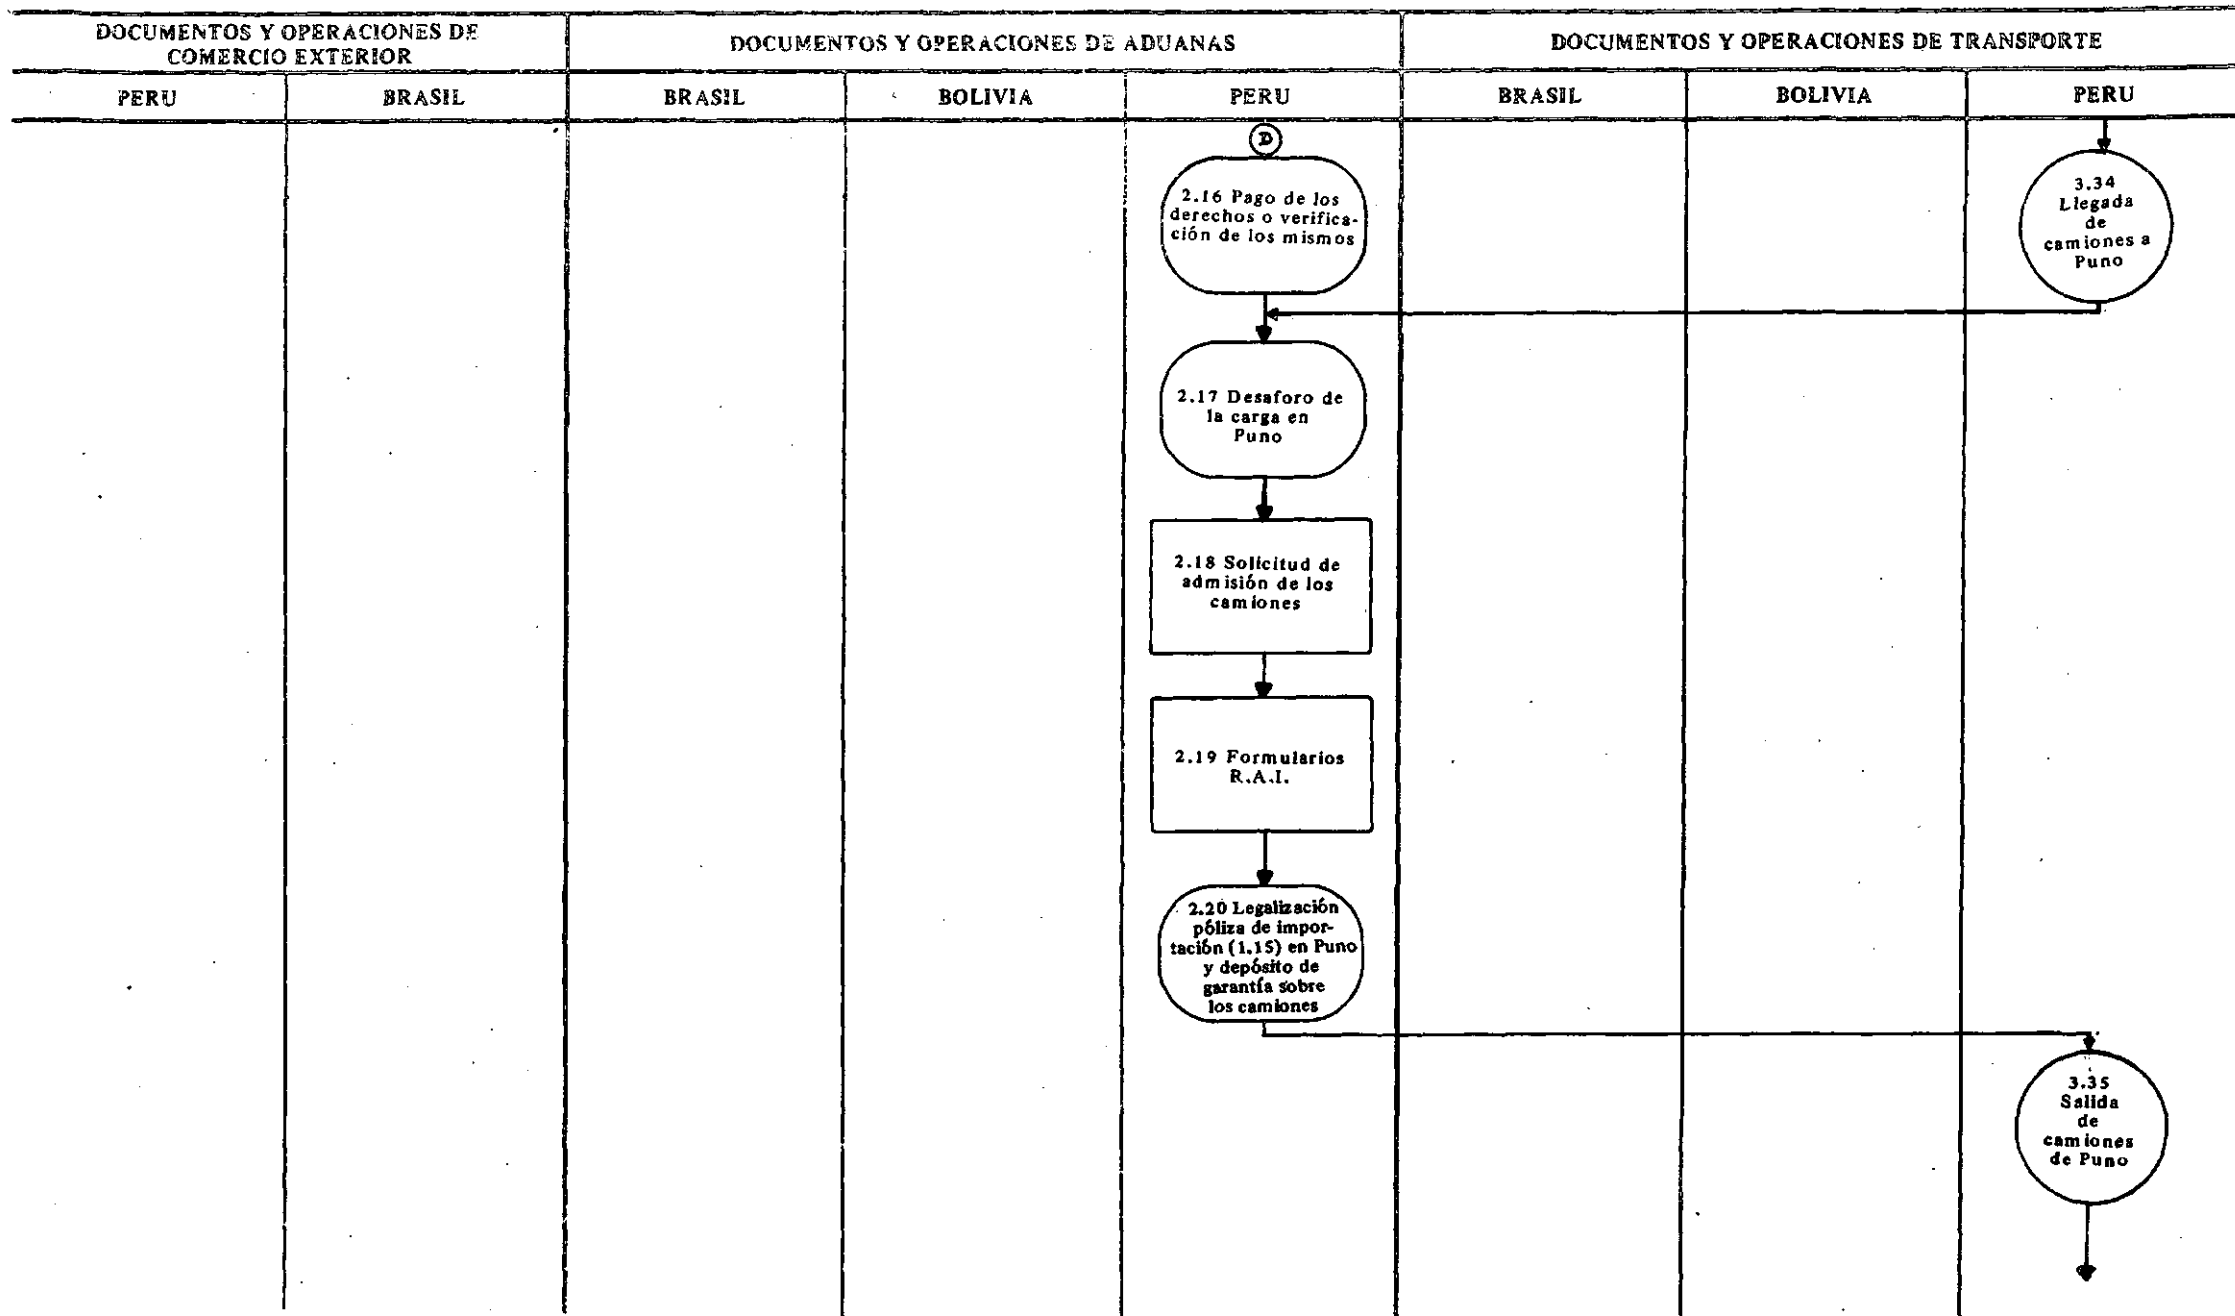 DOCUMENTOS Y OPERACIONES DE
COMERCIO EXTERIOR
DOCUMENTOS Y OPERACIONES DE ADUANAS
DOCUMENTOS Y OPERACIONES DE TRANSPORTE
PERU
BRASIL
BRASIL
BOLIVIA
PERU
BRASIL
BOLIVIA
PERU
D
2.16 Pago de los
derechos o verifica-
ción de los mismos
3.34
Llegada
de
camiones a
Puno
2.17 Desaforo de
la carga en
Puno
2.18 Solicitud de
admisión de los
camiones
2.19 Formularios
R.A.I.
2.20 Legalización
póliza de impor-
tación (1.15) en Puno
y depósito de
garantía sobre
los camiones
3.35
Salida
de
camiones
de Puno